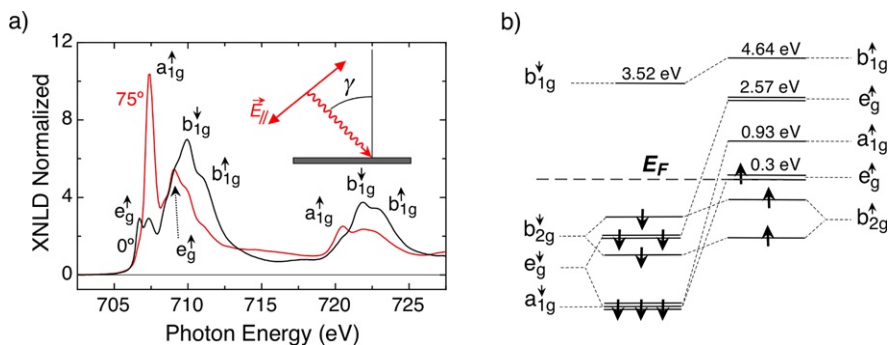 a)
XNLD Normalized
12
8
4
0
705
710
715
720
725
Photon Energy (eV)
75°
0°
a↑1g
e↑g
b↓1g
b↑1g
e↑g
a↑1g
b↓1g
b↑1g
E∥
γ
b)
b↓1g
3.52 eV
4.64 eV
b↑1g
2.57 eV
e↑g
0.93 eV
a↑1g
EF
0.3 eV
e↑g
b↓2g
b↑2g
e↓g
a↓1g